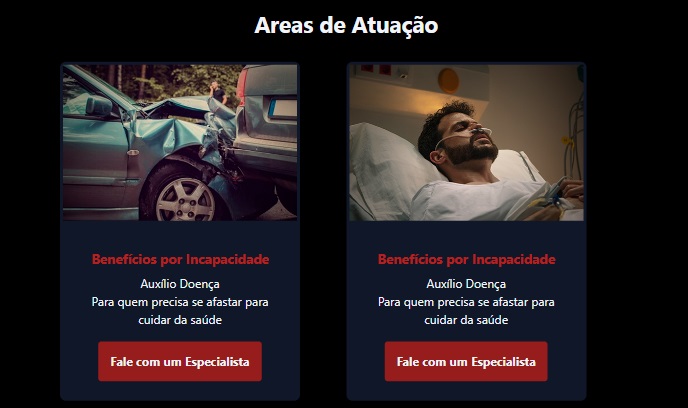 Areas de Atuação
Benefícios por Incapacidade
Auxílio Doença
Para quem precisa se afastar para
cuidar da saúde
Fale com um Especialista
Benefícios por Incapacidade
Auxílio Doença
Para quem precisa se afastar para
cuidar da saúde
Fale com um Especialista